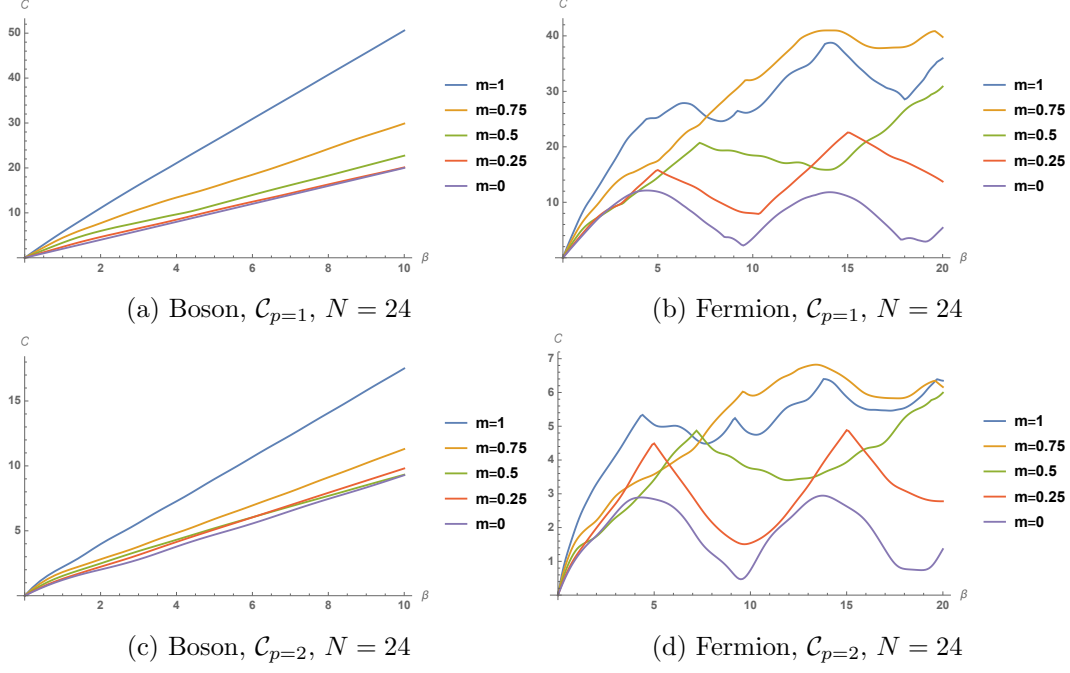 C
50
40
30
20
10
2
4
6
8
10
β
m=1
m=0.75
m=0.5
m=0.25
m=0
(a) Boson, 𝒞p=1, N = 24
C
40
30
20
10
5
10
15
20
β
m=1
m=0.75
m=0.5
m=0.25
m=0
(b) Fermion, 𝒞p=1, N = 24
C
15
10
5
2
4
6
8
10
β
m=1
m=0.75
m=0.5
m=0.25
m=0
(c) Boson, 𝒞p=2, N = 24
C
7
6
5
4
3
2
1
5
10
15
20
β
m=1
m=0.75
m=0.5
m=0.25
m=0
(d) Fermion, 𝒞p=2, N = 24